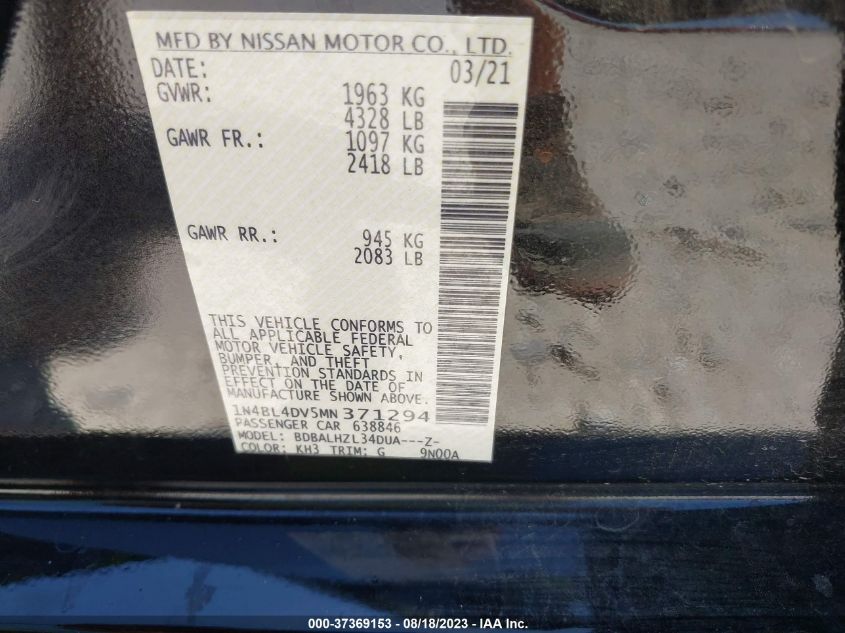 MFD BY NISSAN MOTOR CO., LTD.
DATE: 03/21
GVWR: 1963 KG
4328 LB
GAWR FR.: 1097 KG
2418 LB
GAWR RR.: 945 KG
2083 LB
THIS VEHICLE CONFORMS TO
ALL APPLICABLE FEDERAL
MOTOR VEHICLE SAFETY,
BUMPER, AND THEFT
PREVENTION STANDARDS IN
EFFECT ON THE DATE OF
MANUFACTURE SHOWN ABOVE.
1N4BL4DV5MN371294
PASSENGER CAR 638846
MODEL: BDBALHZL34DUA---Z-
COLOR: KH3 TRIM: G 9N00A
000-37369153 - 08/18/2023 - IAA Inc.